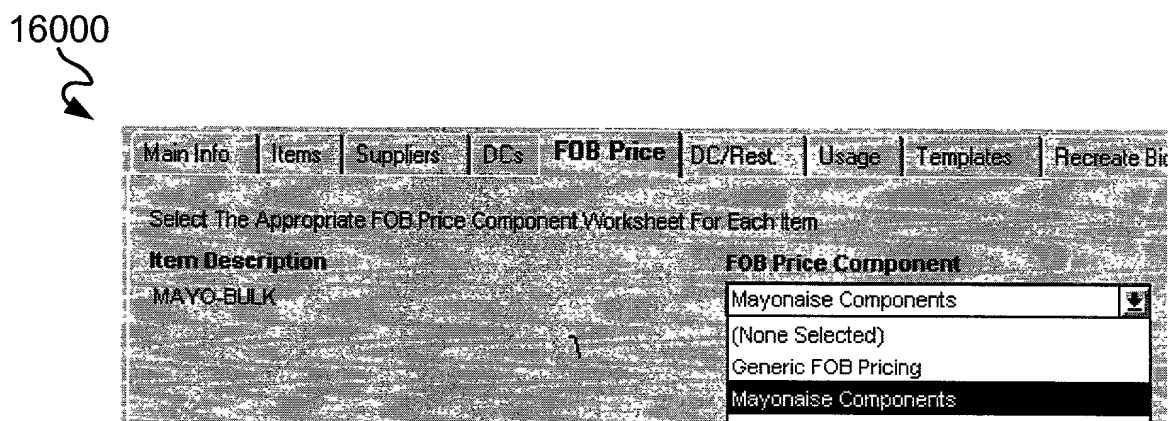 16000
Main Info Items Suppliers DCs FOB Price DC/Rest. Usage Templates Recreate Bid
Select The Appropriate FOB Price Component Worksheet For Each Item
Item Description FOB Price Component
MAYO-BULK Mayonaise Components
(None Selected)
Generic FOB Pricing
Mayonaise Components